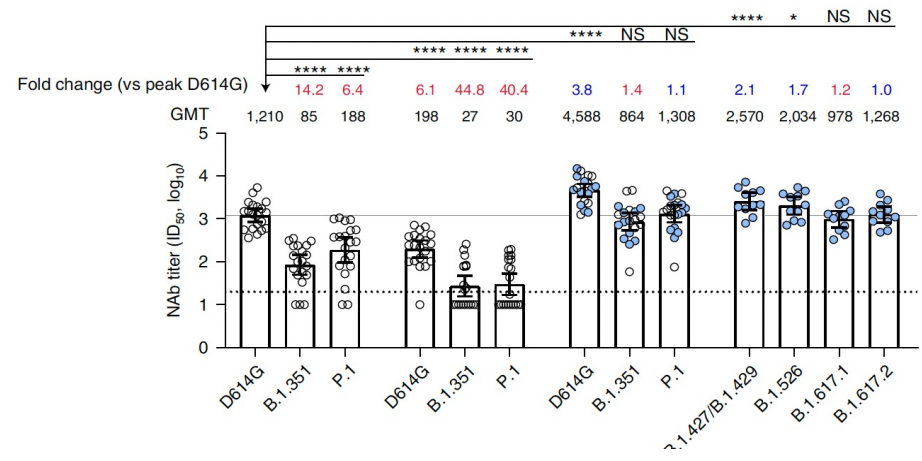 **** * NS NS
**** NS NS
**** **** ****
**** ****
Fold change (vs peak D614G) 14.2 6.4 6.1 44.8 40.4 3.8 1.4 1.1 2.1 1.7 1.2 1.0
GMT 1,210 85 188 198 27 30 4,588 864 1,308 2,570 2,034 978 1,268
NAb titer (ID50, log10)
5
4
3
2
1
0
D614G B.1.351 P.1 D614G B.1.351 P.1 D614G B.1.351 P.1 B.1.427/B.1.429 B.1.526 B.1.617.1 B.1.617.2